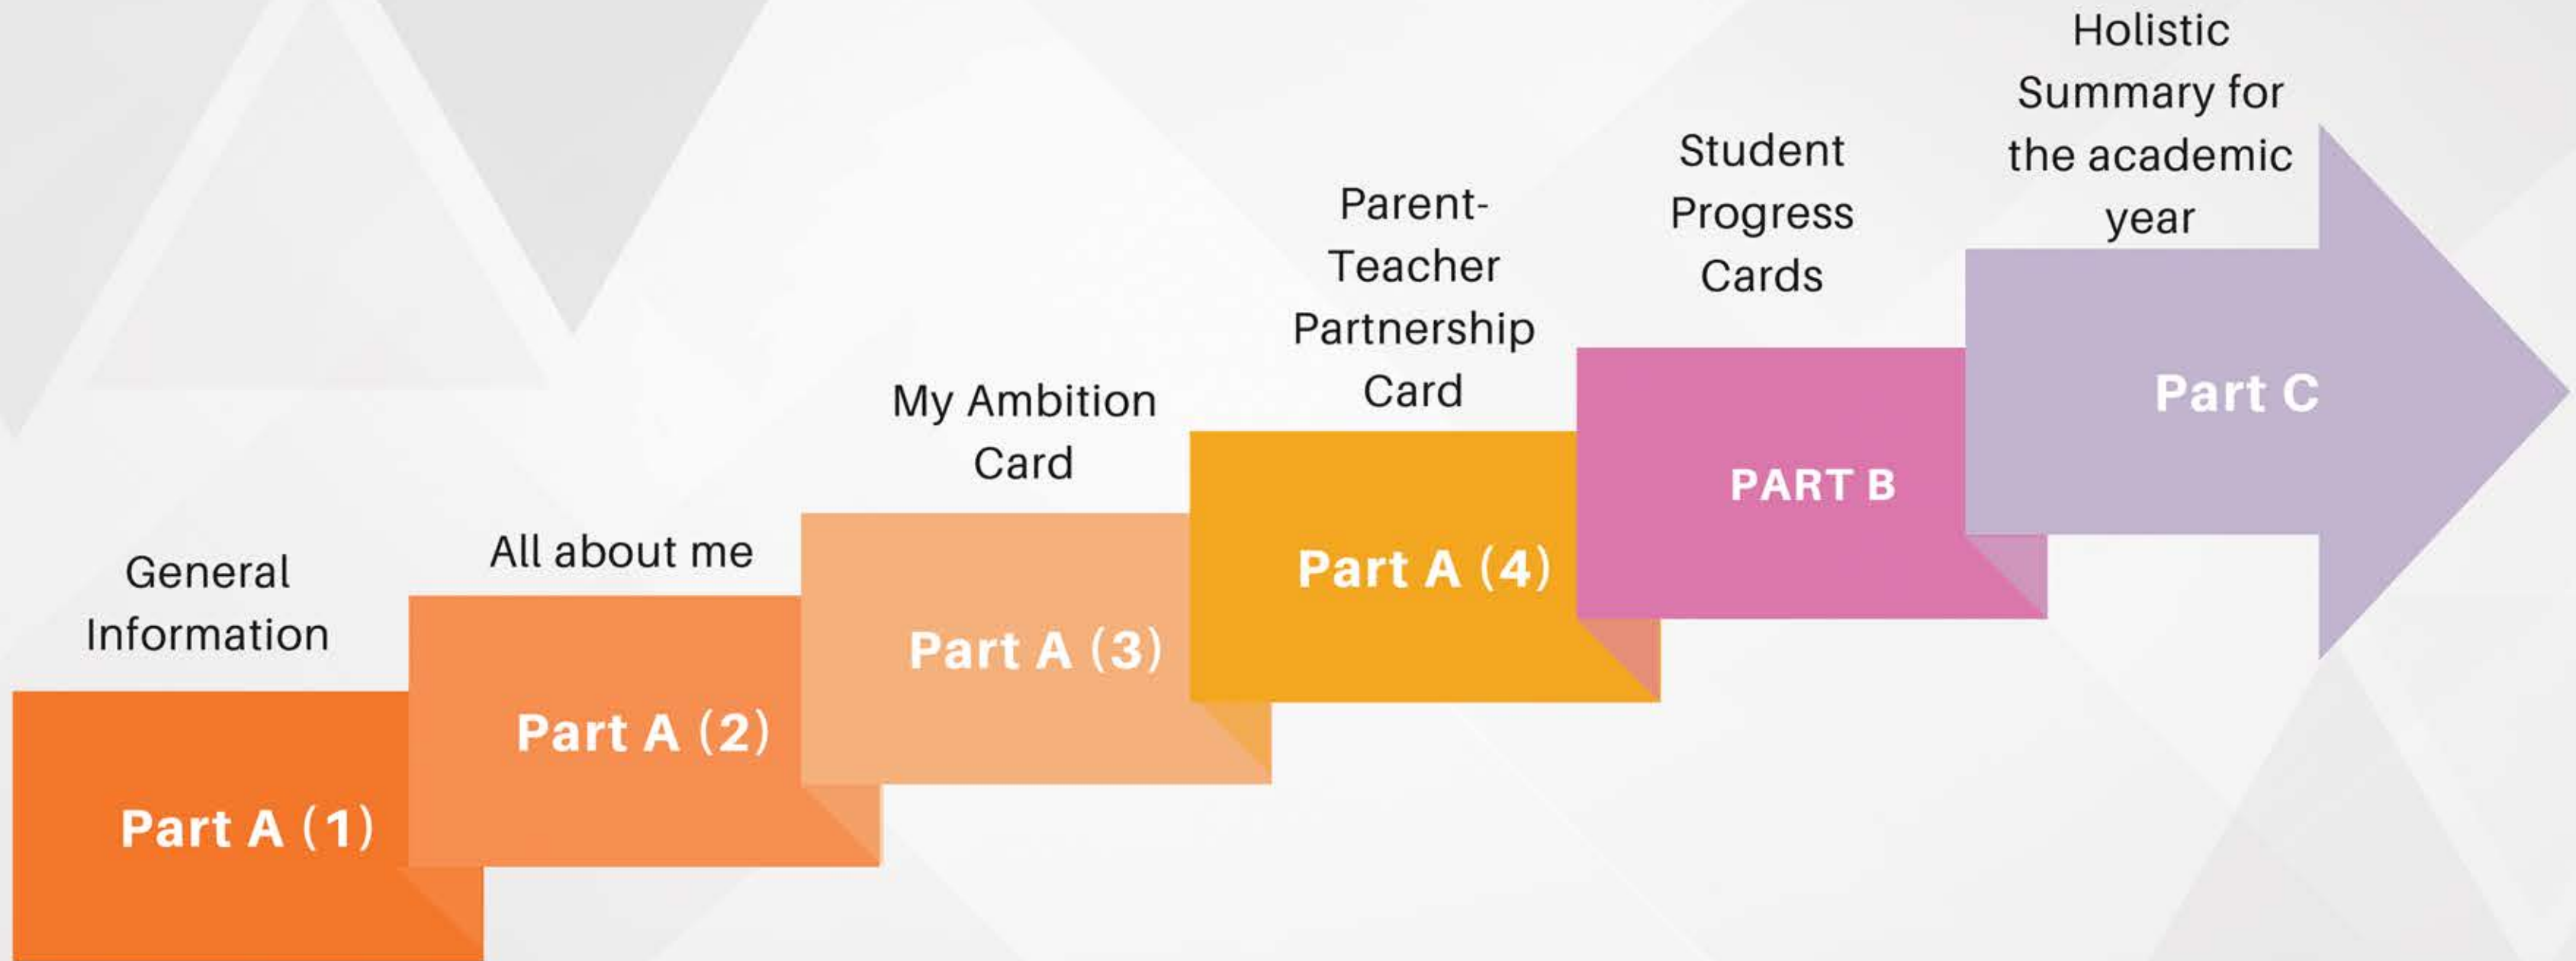 General
Information
Part A (1)
All about me
Part A (2)
My Ambition
Card
Part A (3)
Parent-
Teacher
Partnership
Card
Part A (4)
Student
Progress
Cards
PART B
Holistic
Summary for
the academic
year
Part C